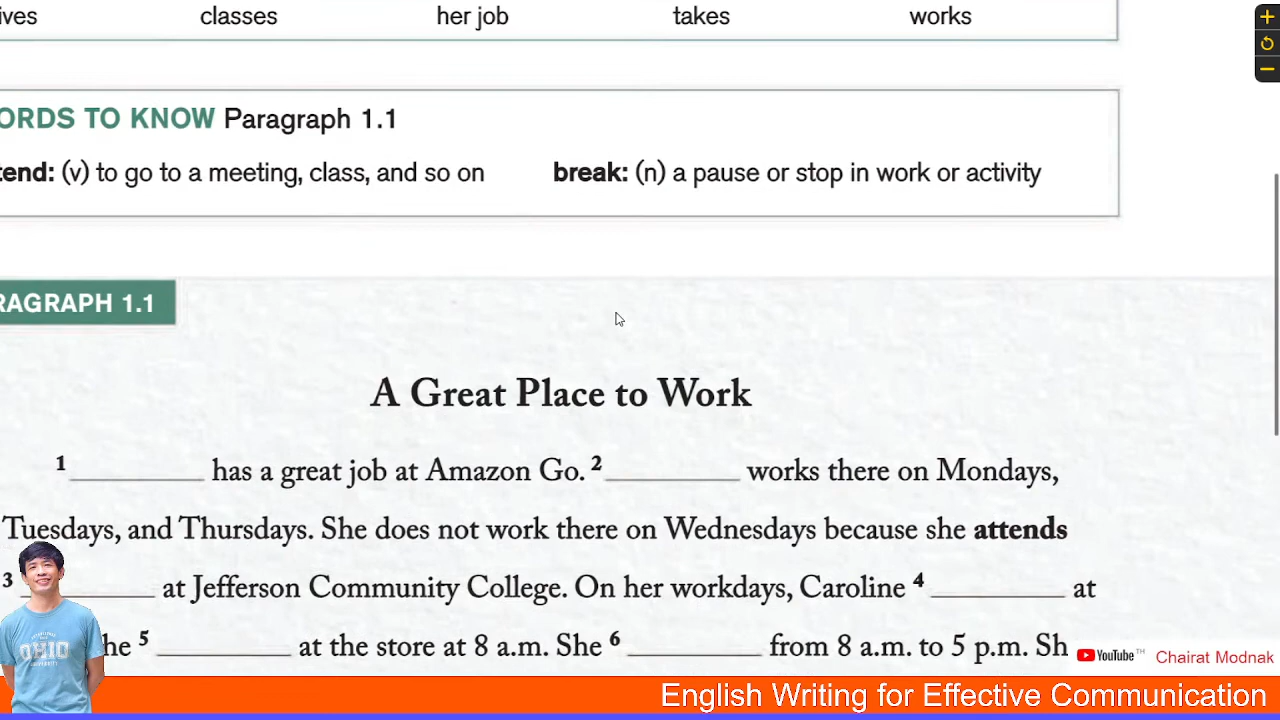 ives classes her job takes works
ORDS TO KNOW Paragraph 1.1
tend: (v) to go to a meeting, class, and so on break: (n) a pause or stop in work or activity
RAGRAPH 1.1
A Great Place to Work
1 ________ has a great job at Amazon Go. 2 ________ works there on Mondays,
Tuesdays, and Thursdays. She does not work there on Wednesdays because she attends
3 ________ at Jefferson Community College. On her workdays, Caroline 4 ________ at
he 5 ________ at the store at 8 a.m. She 6 ________ from 8 a.m. to 5 p.m. Sh
OHIO
YouTube TH Chairat Modnak
English Writing for Effective Communication